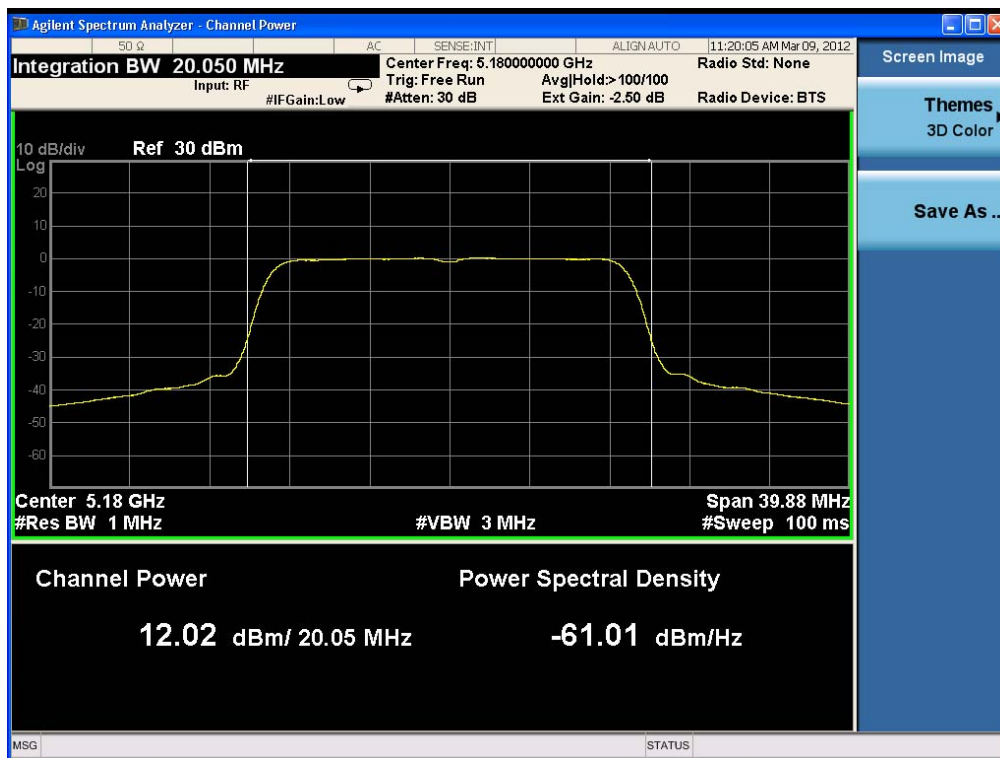 Agilent Spectrum Analyzer - Channel Power
50 Ω AC SENSE:INT ALIGN AUTO 11:20:05 AM Mar 09, 2012
Integration BW 20.050 MHz
Input: RF
#IFGain:Low
Center Freq: 5.180000000 GHz
Trig: Free Run Avg|Hold:>100/100
#Atten: 30 dB Ext Gain: -2.50 dB
Radio Std: None
Radio Device: BTS
Screen Image
Themes
3D Color
Save As ..
10 dB/div Ref 30 dBm
Log
20
10
0
-10
-20
-30
-40
-50
-60
Center 5.18 GHz Span 39.88 MHz
#Res BW 1 MHz #VBW 3 MHz #Sweep 100 ms
Channel Power Power Spectral Density
12.02 dBm/ 20.05 MHz -61.01 dBm/Hz
MSG STATUS